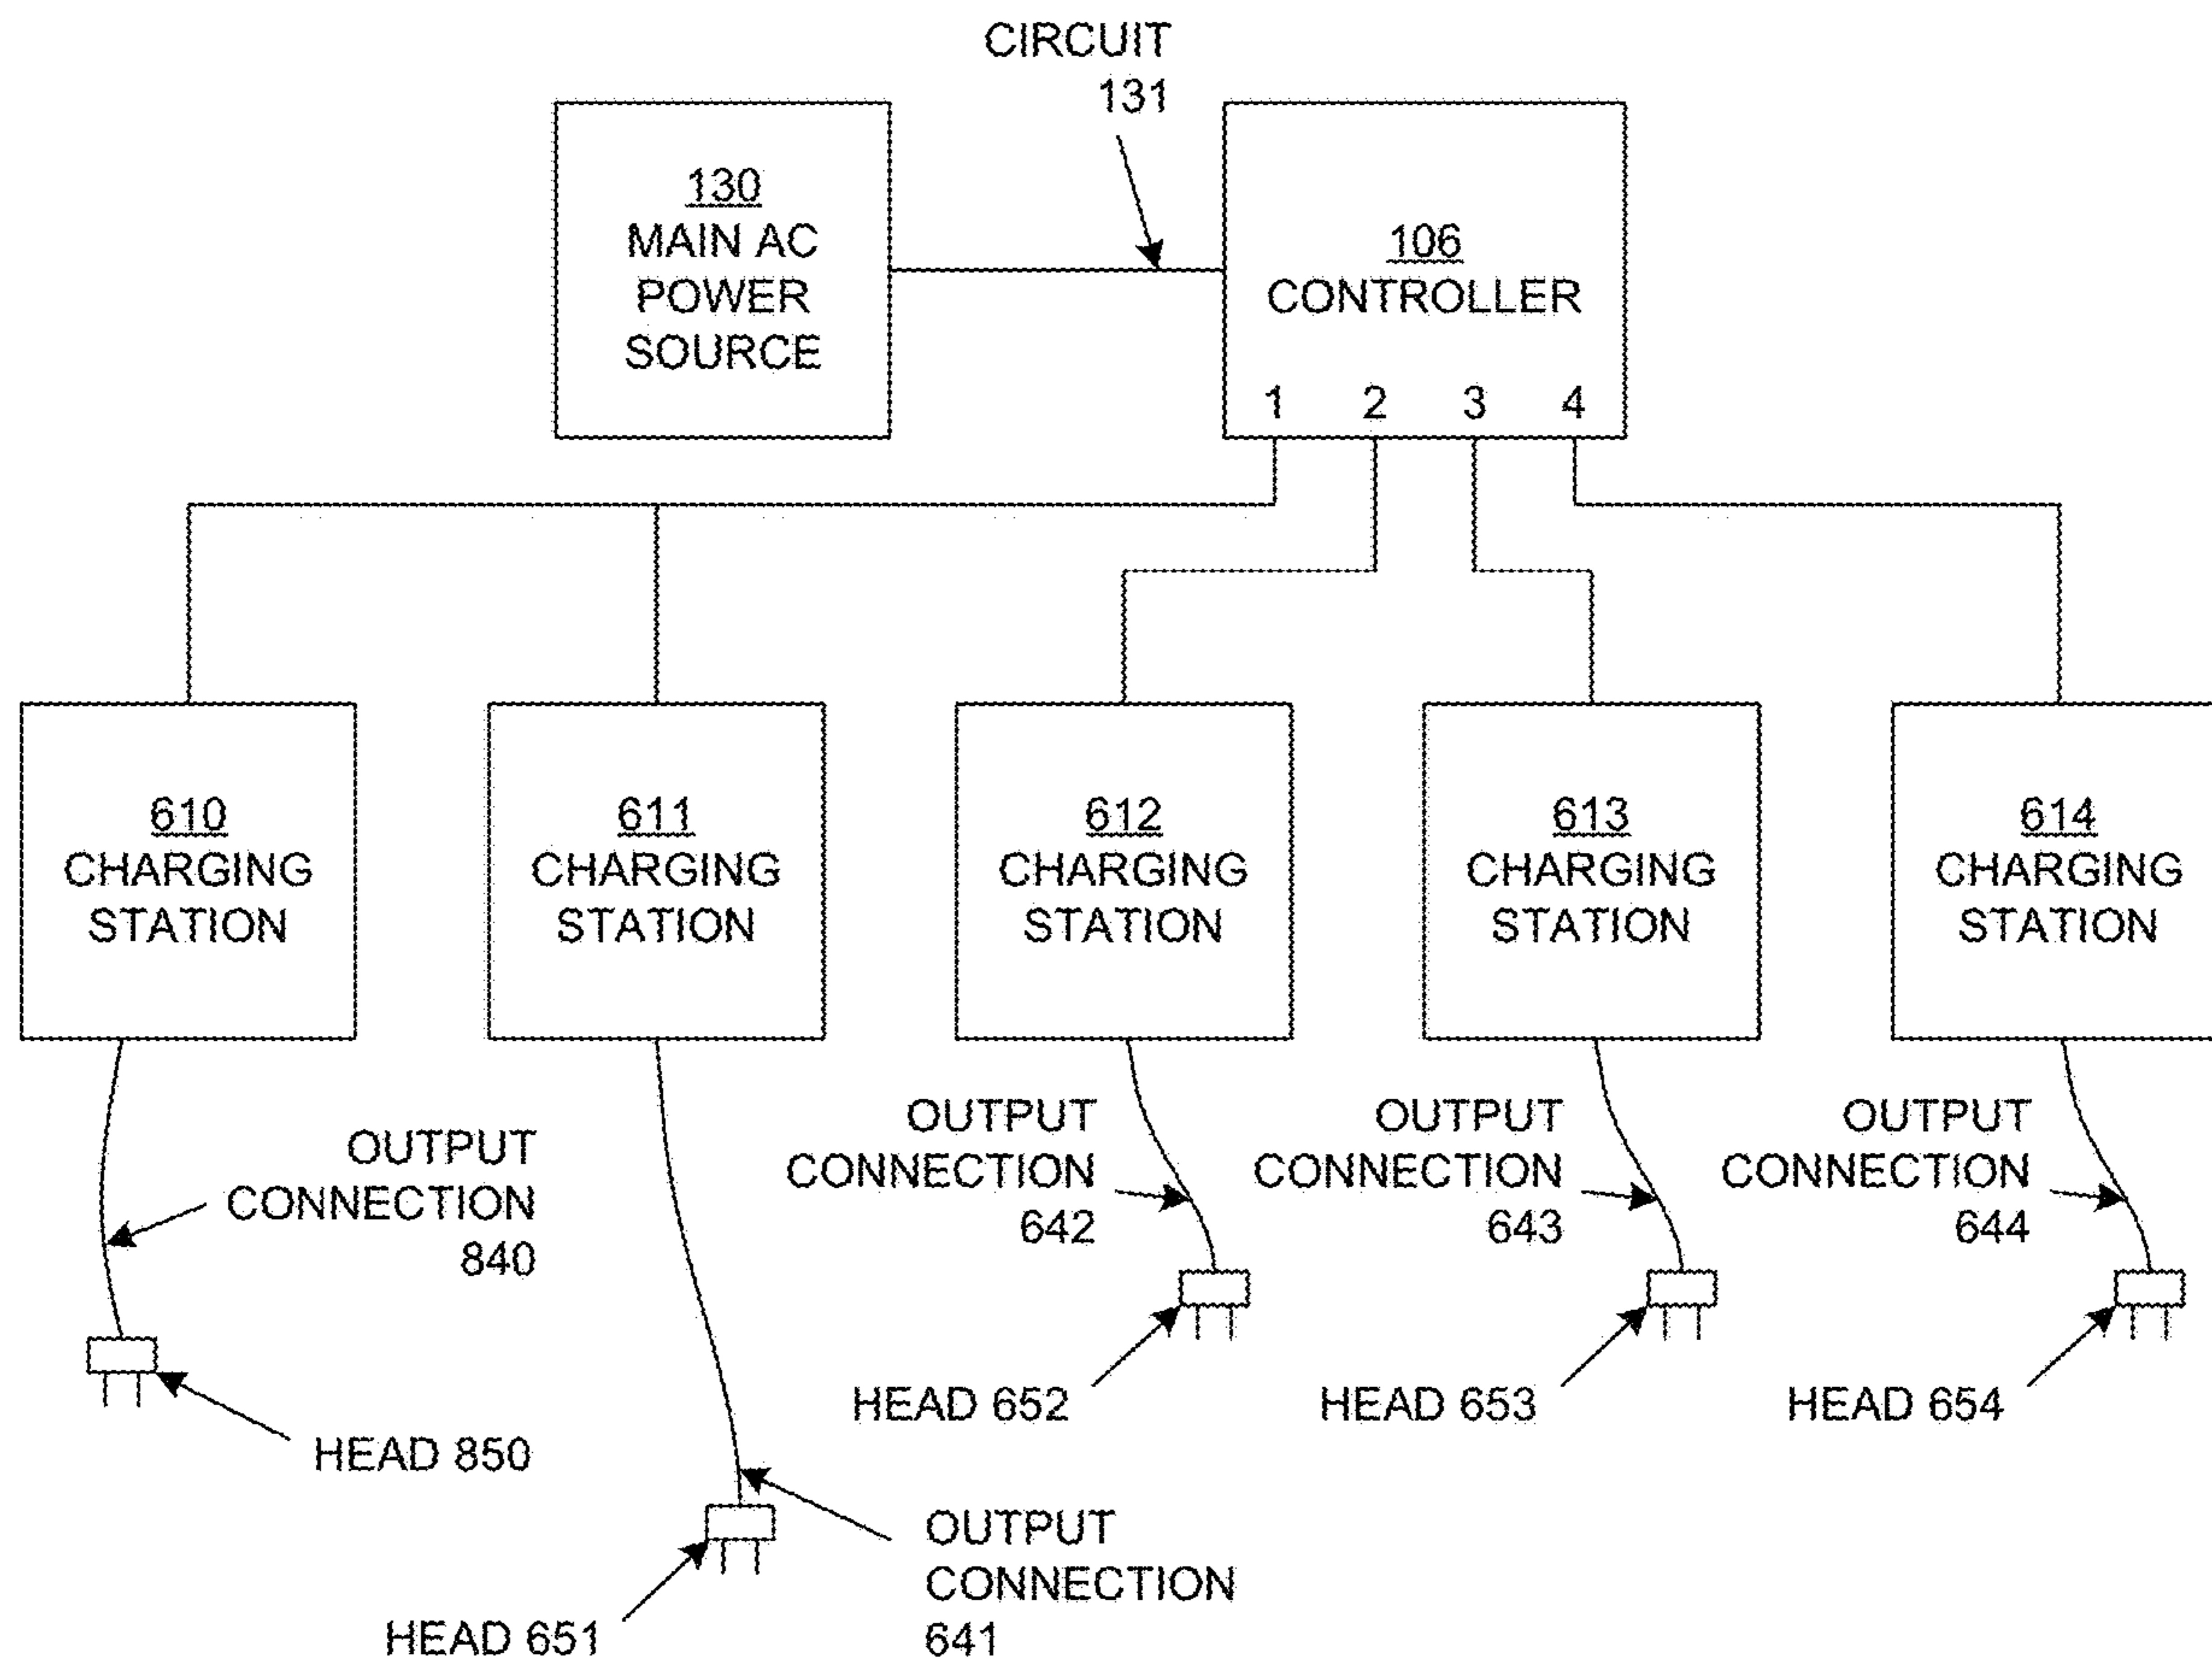 CIRCUIT
131
130
MAIN AC
POWER
SOURCE
106
CONTROLLER
1 2 3 4
610
CHARGING
STATION
611
CHARGING
STATION
612
CHARGING
STATION
613
CHARGING
STATION
614
CHARGING
STATION
OUTPUT
CONNECTION
840
OUTPUT
CONNECTION
642
OUTPUT
CONNECTION
643
OUTPUT
CONNECTION
644
HEAD 850
HEAD 652
HEAD 653
HEAD 654
HEAD 651
OUTPUT
CONNECTION
641